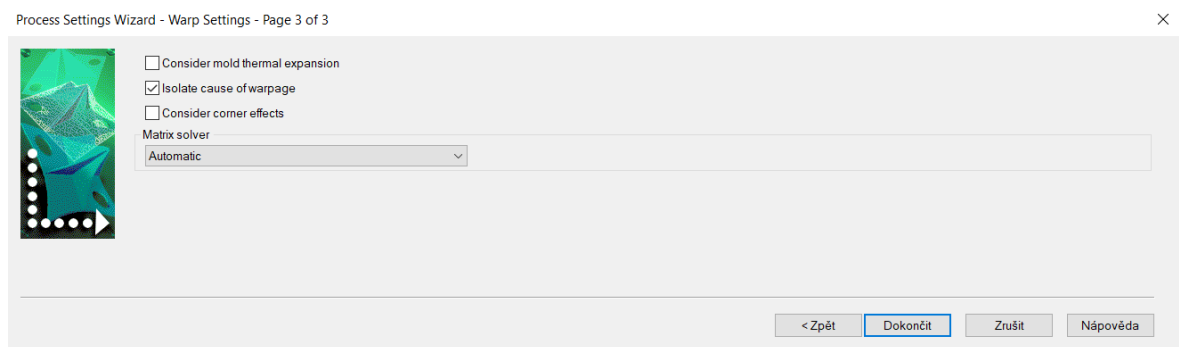 Process Settings Wizard - Warp Settings - Page 3 of 3
Consider mold thermal expansion
Isolate cause of warpage
Consider corner effects
Matrix solver
Automatic
< Zpět Dokončit Zrušit Nápověda